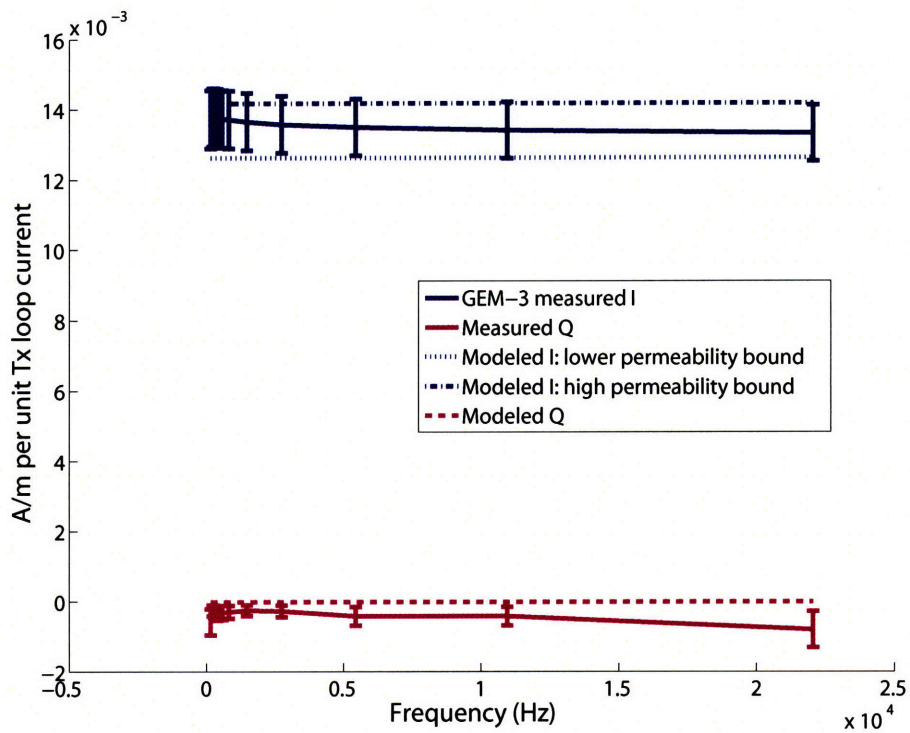 x 10 −3
16
14
12
10
8
6
4
2
0
−2
A/m per unit Tx loop current
GEM−3 measured I
Measured Q
Modeled I: lower permeability bound
Modeled I: high permeability bound
Modeled Q
−0.5
0
0.5
1
1.5
2
2.5
Frequency (Hz)
x 10 4